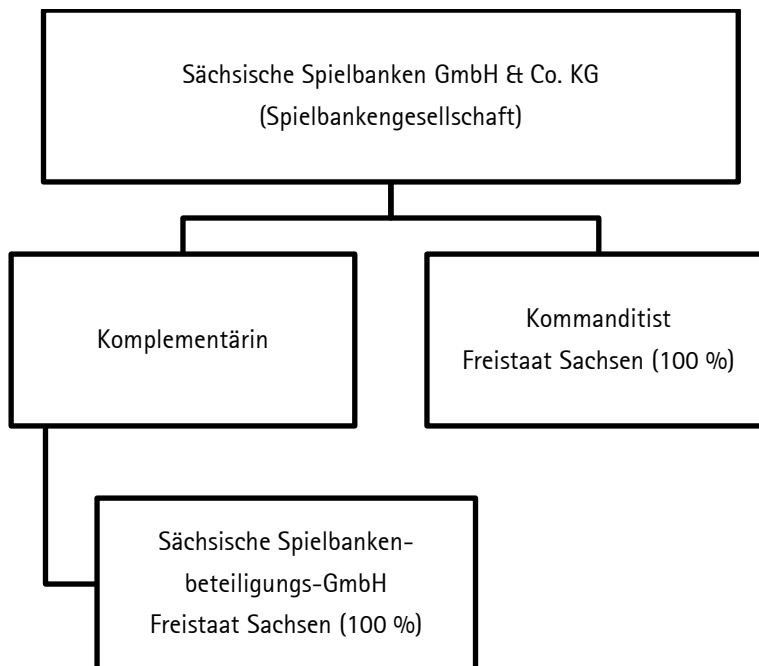 Sächsische Spielbanken GmbH & Co. KG
(Spielbankengesellschaft)
Komplementärin
Kommanditist
Freistaat Sachsen (100 %)
Sächsische Spielbanken-
beteiligungs-GmbH
Freistaat Sachsen (100 %)